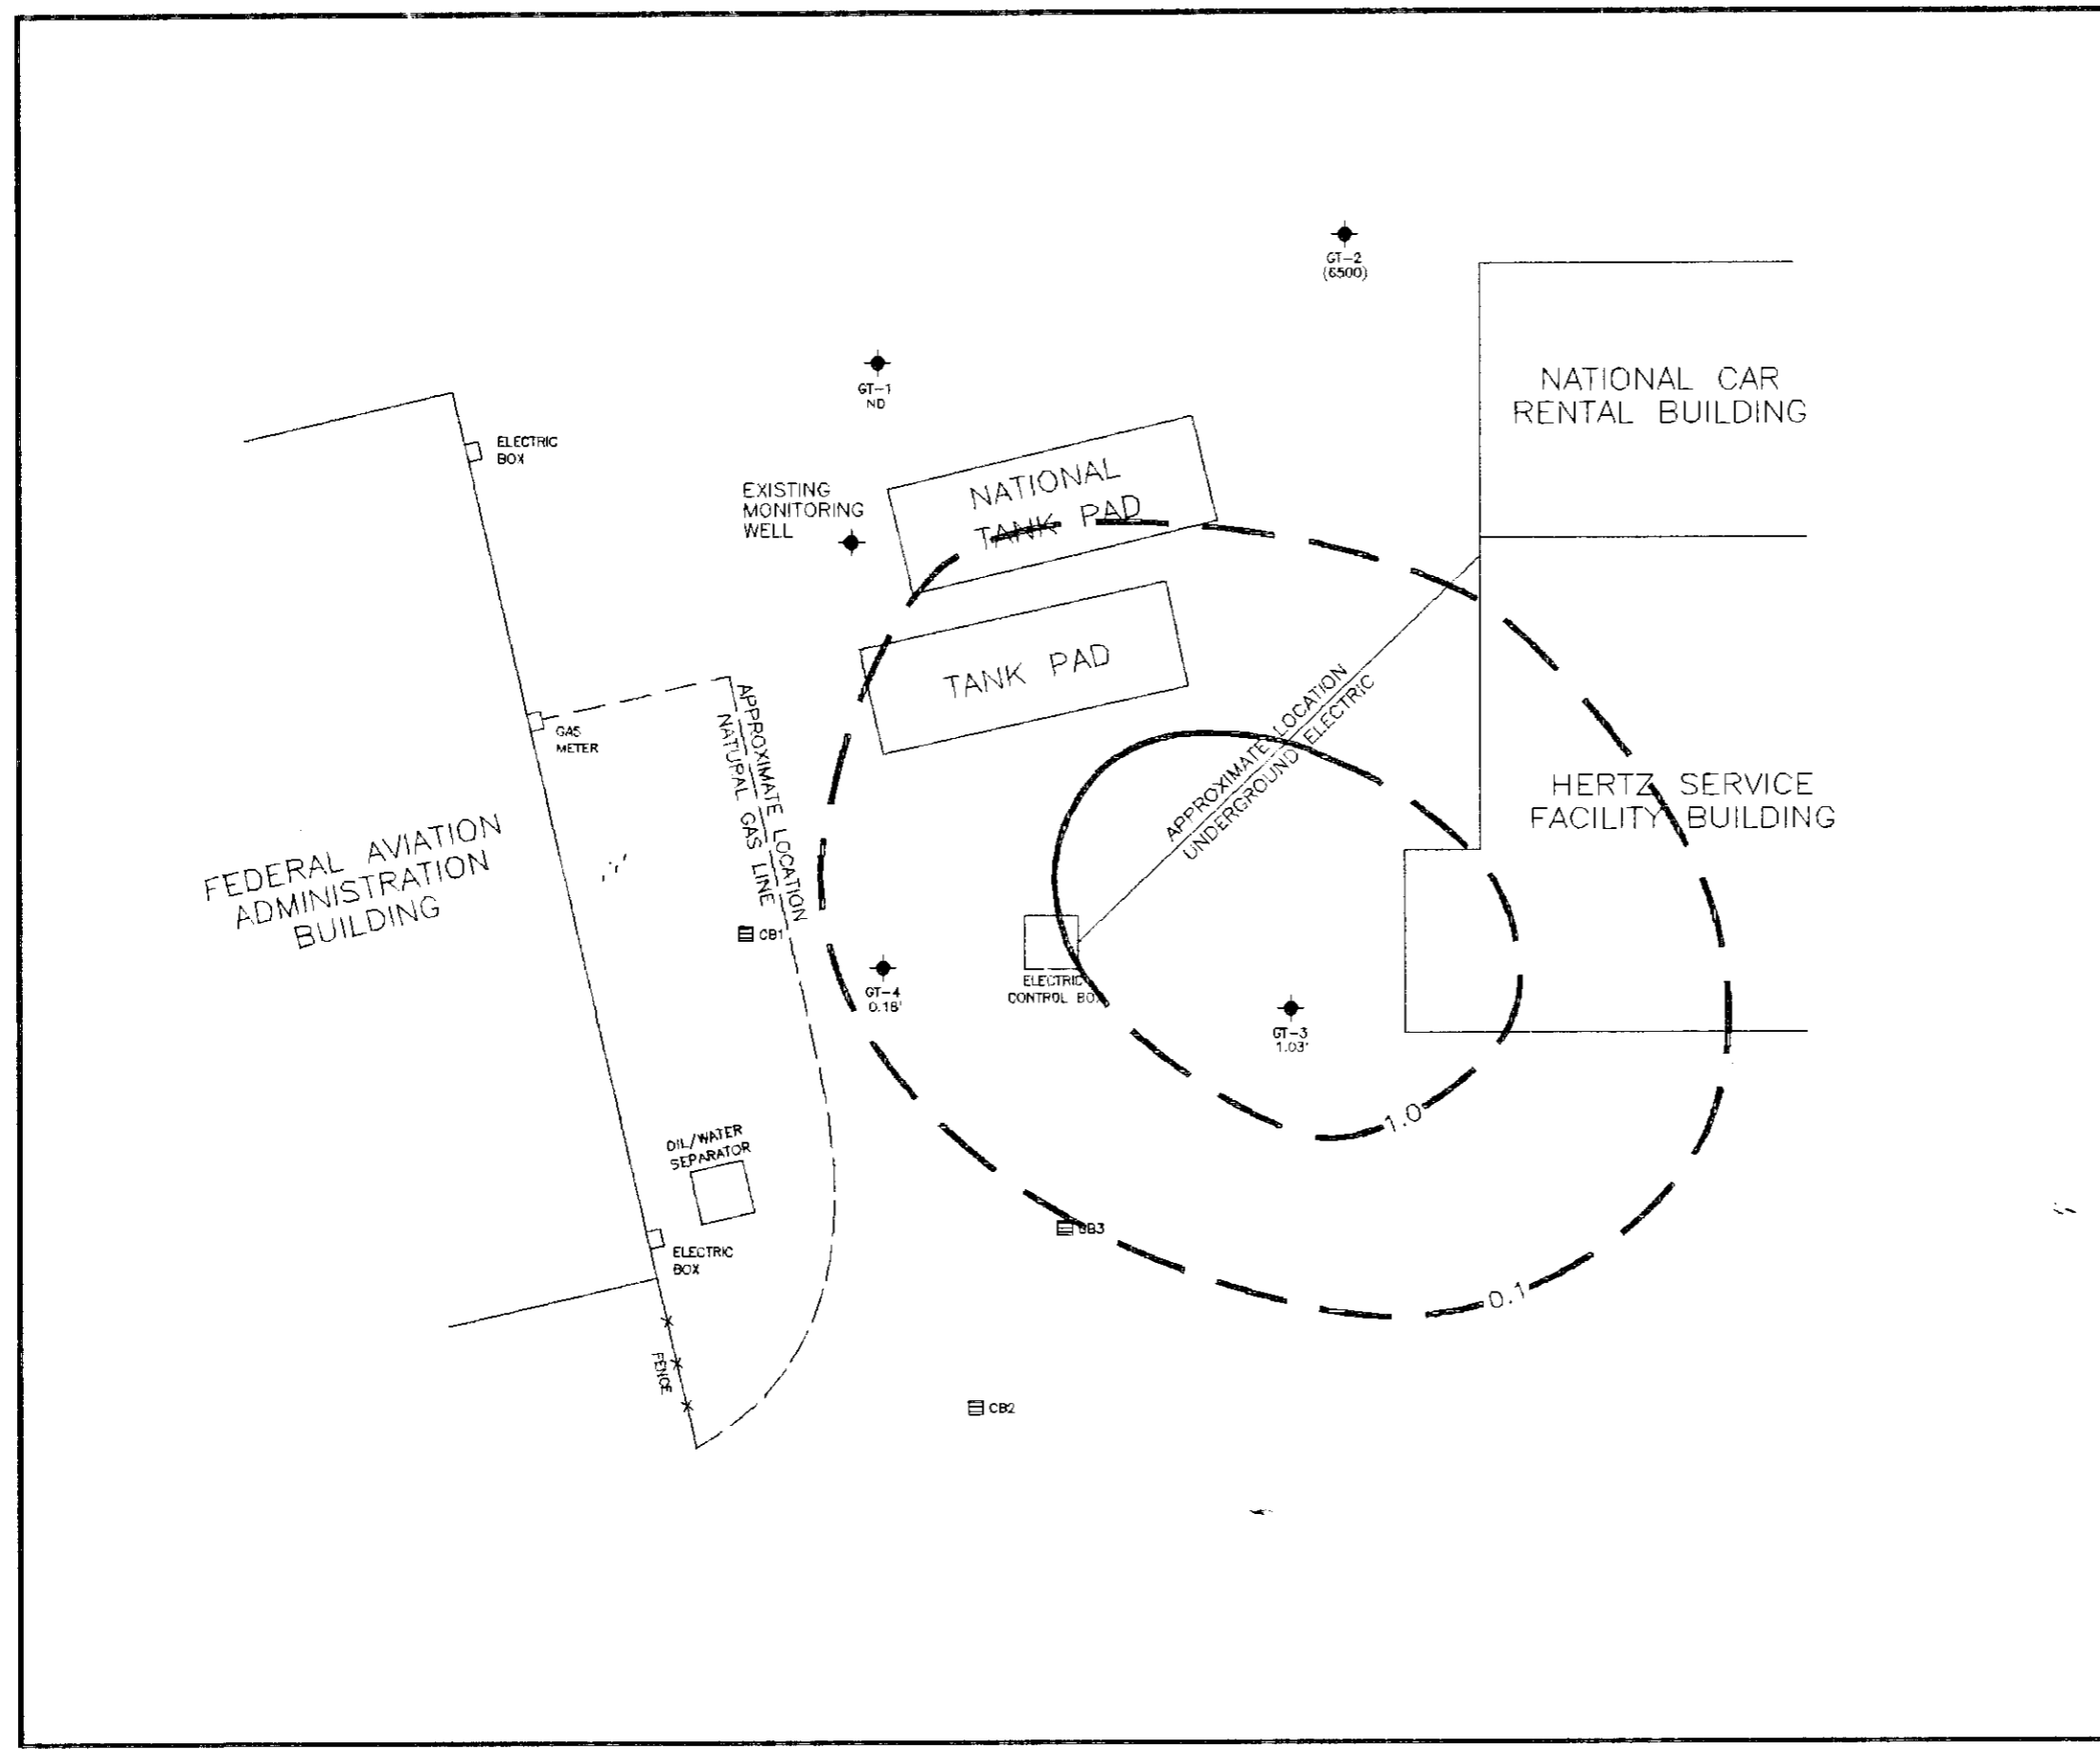 GT-2
(6500)
GT-1
ND
NATIONAL CAR
RENTAL BUILDING
ELECTRIC
BOX
EXISTING
MONITORING
WELL
NATIONAL
TANK PAD
TANK PAD
APPROXIMATE LOCATION
NATURAL GAS LINE
GAS
METER
APPROXIMATE LOCATION
UNDERGROUND ELECTRIC
HERTZ SERVICE
FACILITY BUILDING
FEDERAL AVIATION
ADMINISTRATION
BUILDING
CB1
ELECTRIC
CONTROL BOX
GT-4
0.18'
GT-3
1.03'
1.0
OIL/WATER
SEPARATOR
CB3
ELECTRIC
BOX
0.1
FENCE
CB2